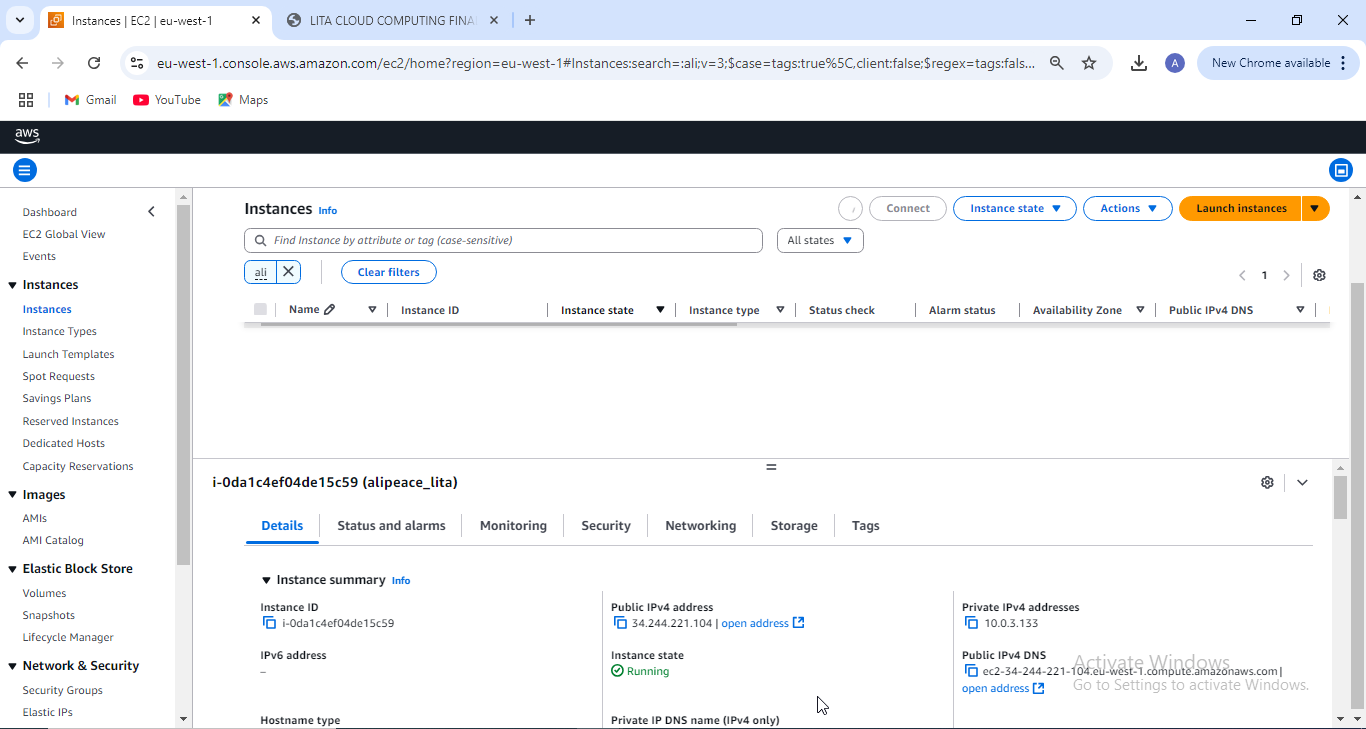 Instances | EC2 | eu-west-1
LITA CLOUD COMPUTING FINA
eu-west-1.console.aws.amazon.com/ec2/home?region=eu-west-1#Instances:search=:ali;v=3;$case=tags:true%5C,client:false;$regex=tags:fals...
A
New Chrome available
Gmail
YouTube
Maps
aws
Dashboard
EC2 Global View
Events
Instances
Instances
Instance Types
Launch Templates
Spot Requests
Savings Plans
Reserved Instances
Dedicated Hosts
Capacity Reservations
Images
AMIs
AMI Catalog
Elastic Block Store
Volumes
Snapshots
Lifecycle Manager
Network & Security
Security Groups
Elastic IPs
Instances Info
Connect
Instance state
Actions
Launch instances
Find Instance by attribute or tag (case-sensitive)
All states
ali
Clear filters
1
Name
Instance ID
Instance state
Instance type
Status check
Alarm status
Availability Zone
Public IPv4 DNS
i-0da1c4ef04de15c59 (alipeace_lita)
Details
Status and alarms
Monitoring
Security
Networking
Storage
Tags
Instance summary Info
Instance ID
i-0da1c4ef04de15c59
Public IPv4 address
34.244.221.104 | open address
Private IPv4 addresses
10.0.3.133
IPv6 address
–
Instance state
Running
Public IPv4 DNS
ec2-34-244-221-104.eu-west-1.compute.amazonaws.com |
open address
Hostname type
Private IP DNS name (IPv4 only)
Activate Windows
Go to Settings to activate Windows.